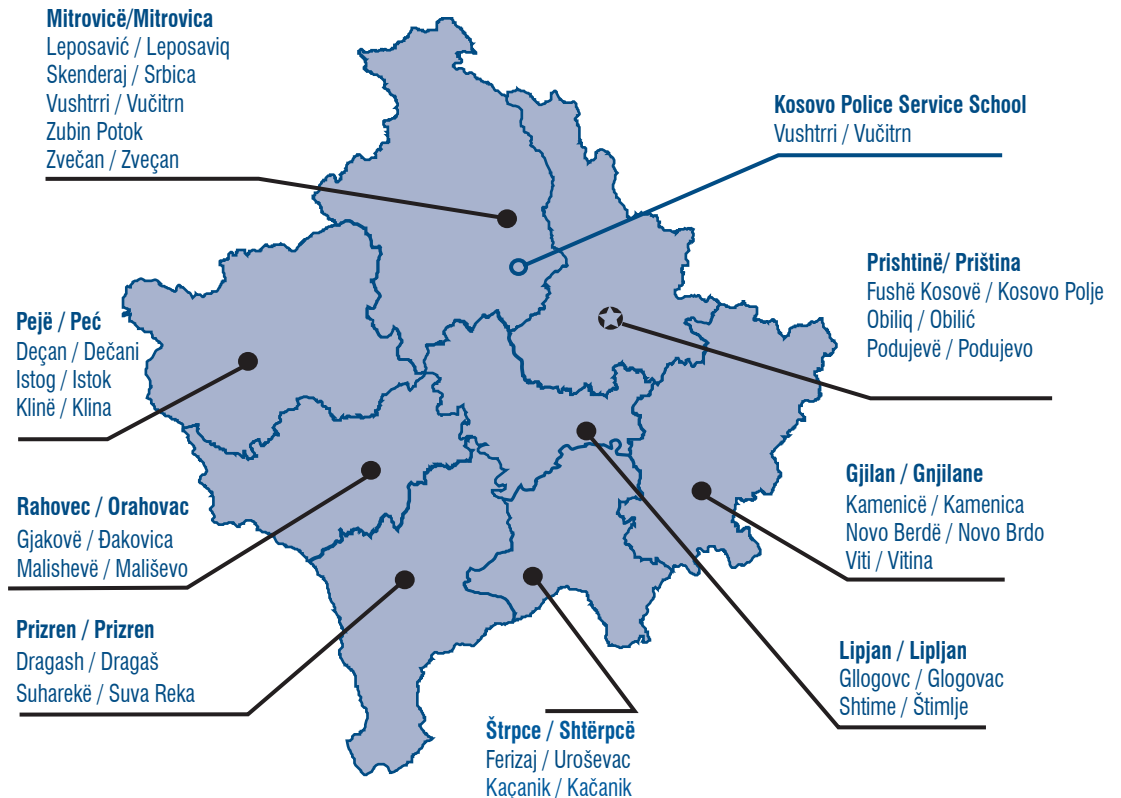 Mitrovicë/Mitrovica
Leposavić / Leposaviq
Skenderaj / Srbica
Vushtrri / Vučitrn
Zubin Potok
Zvečan / Zveçan
Kosovo Police Service School
Vushtrri / Vučitrn
Prishtinë/ Priština
Fushë Kosovë / Kosovo Polje
Obiliq / Obilić
Podujevë / Podujevo
Pejë / Peć
Deçan / Dečani
Istog / Istok
Klinë / Klina
Gjilan / Gnjilane
Kamenicë / Kamenica
Novo Berdë / Novo Brdo
Viti / Vitina
Rahovec / Orahovac
Gjakovë / Đakovica
Malishevë / Mališevo
Prizren / Prizren
Dragash / Dragaš
Suharekë / Suva Reka
Lipjan / Lipljan
Gllogovc / Glogovac
Shtime / Štimlje
Štrpce / Shtërpcë
Ferizaj / Uroševac
Kaçanik / Kačanik